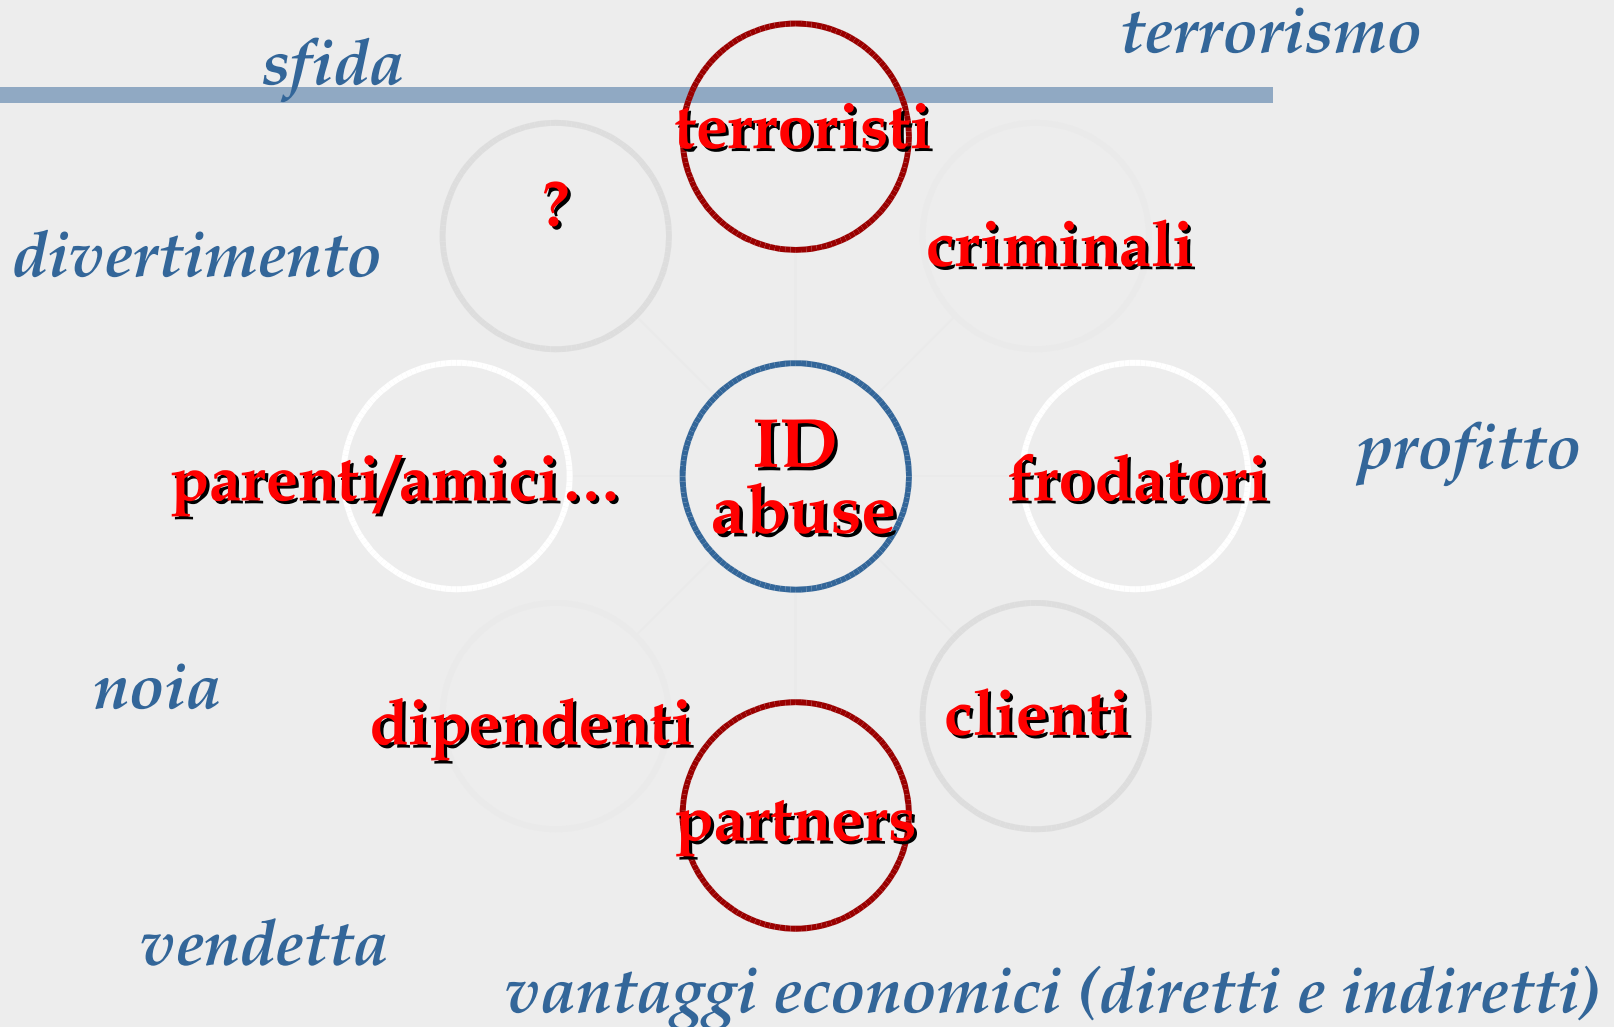 terrorismo
sfida
terroristi
?
criminali
divertimento
profitto
ID
abuse
parenti/amici…
frodatori
noia
dipendenti
clienti
partners
vendetta
vantaggi economici (diretti e indiretti)